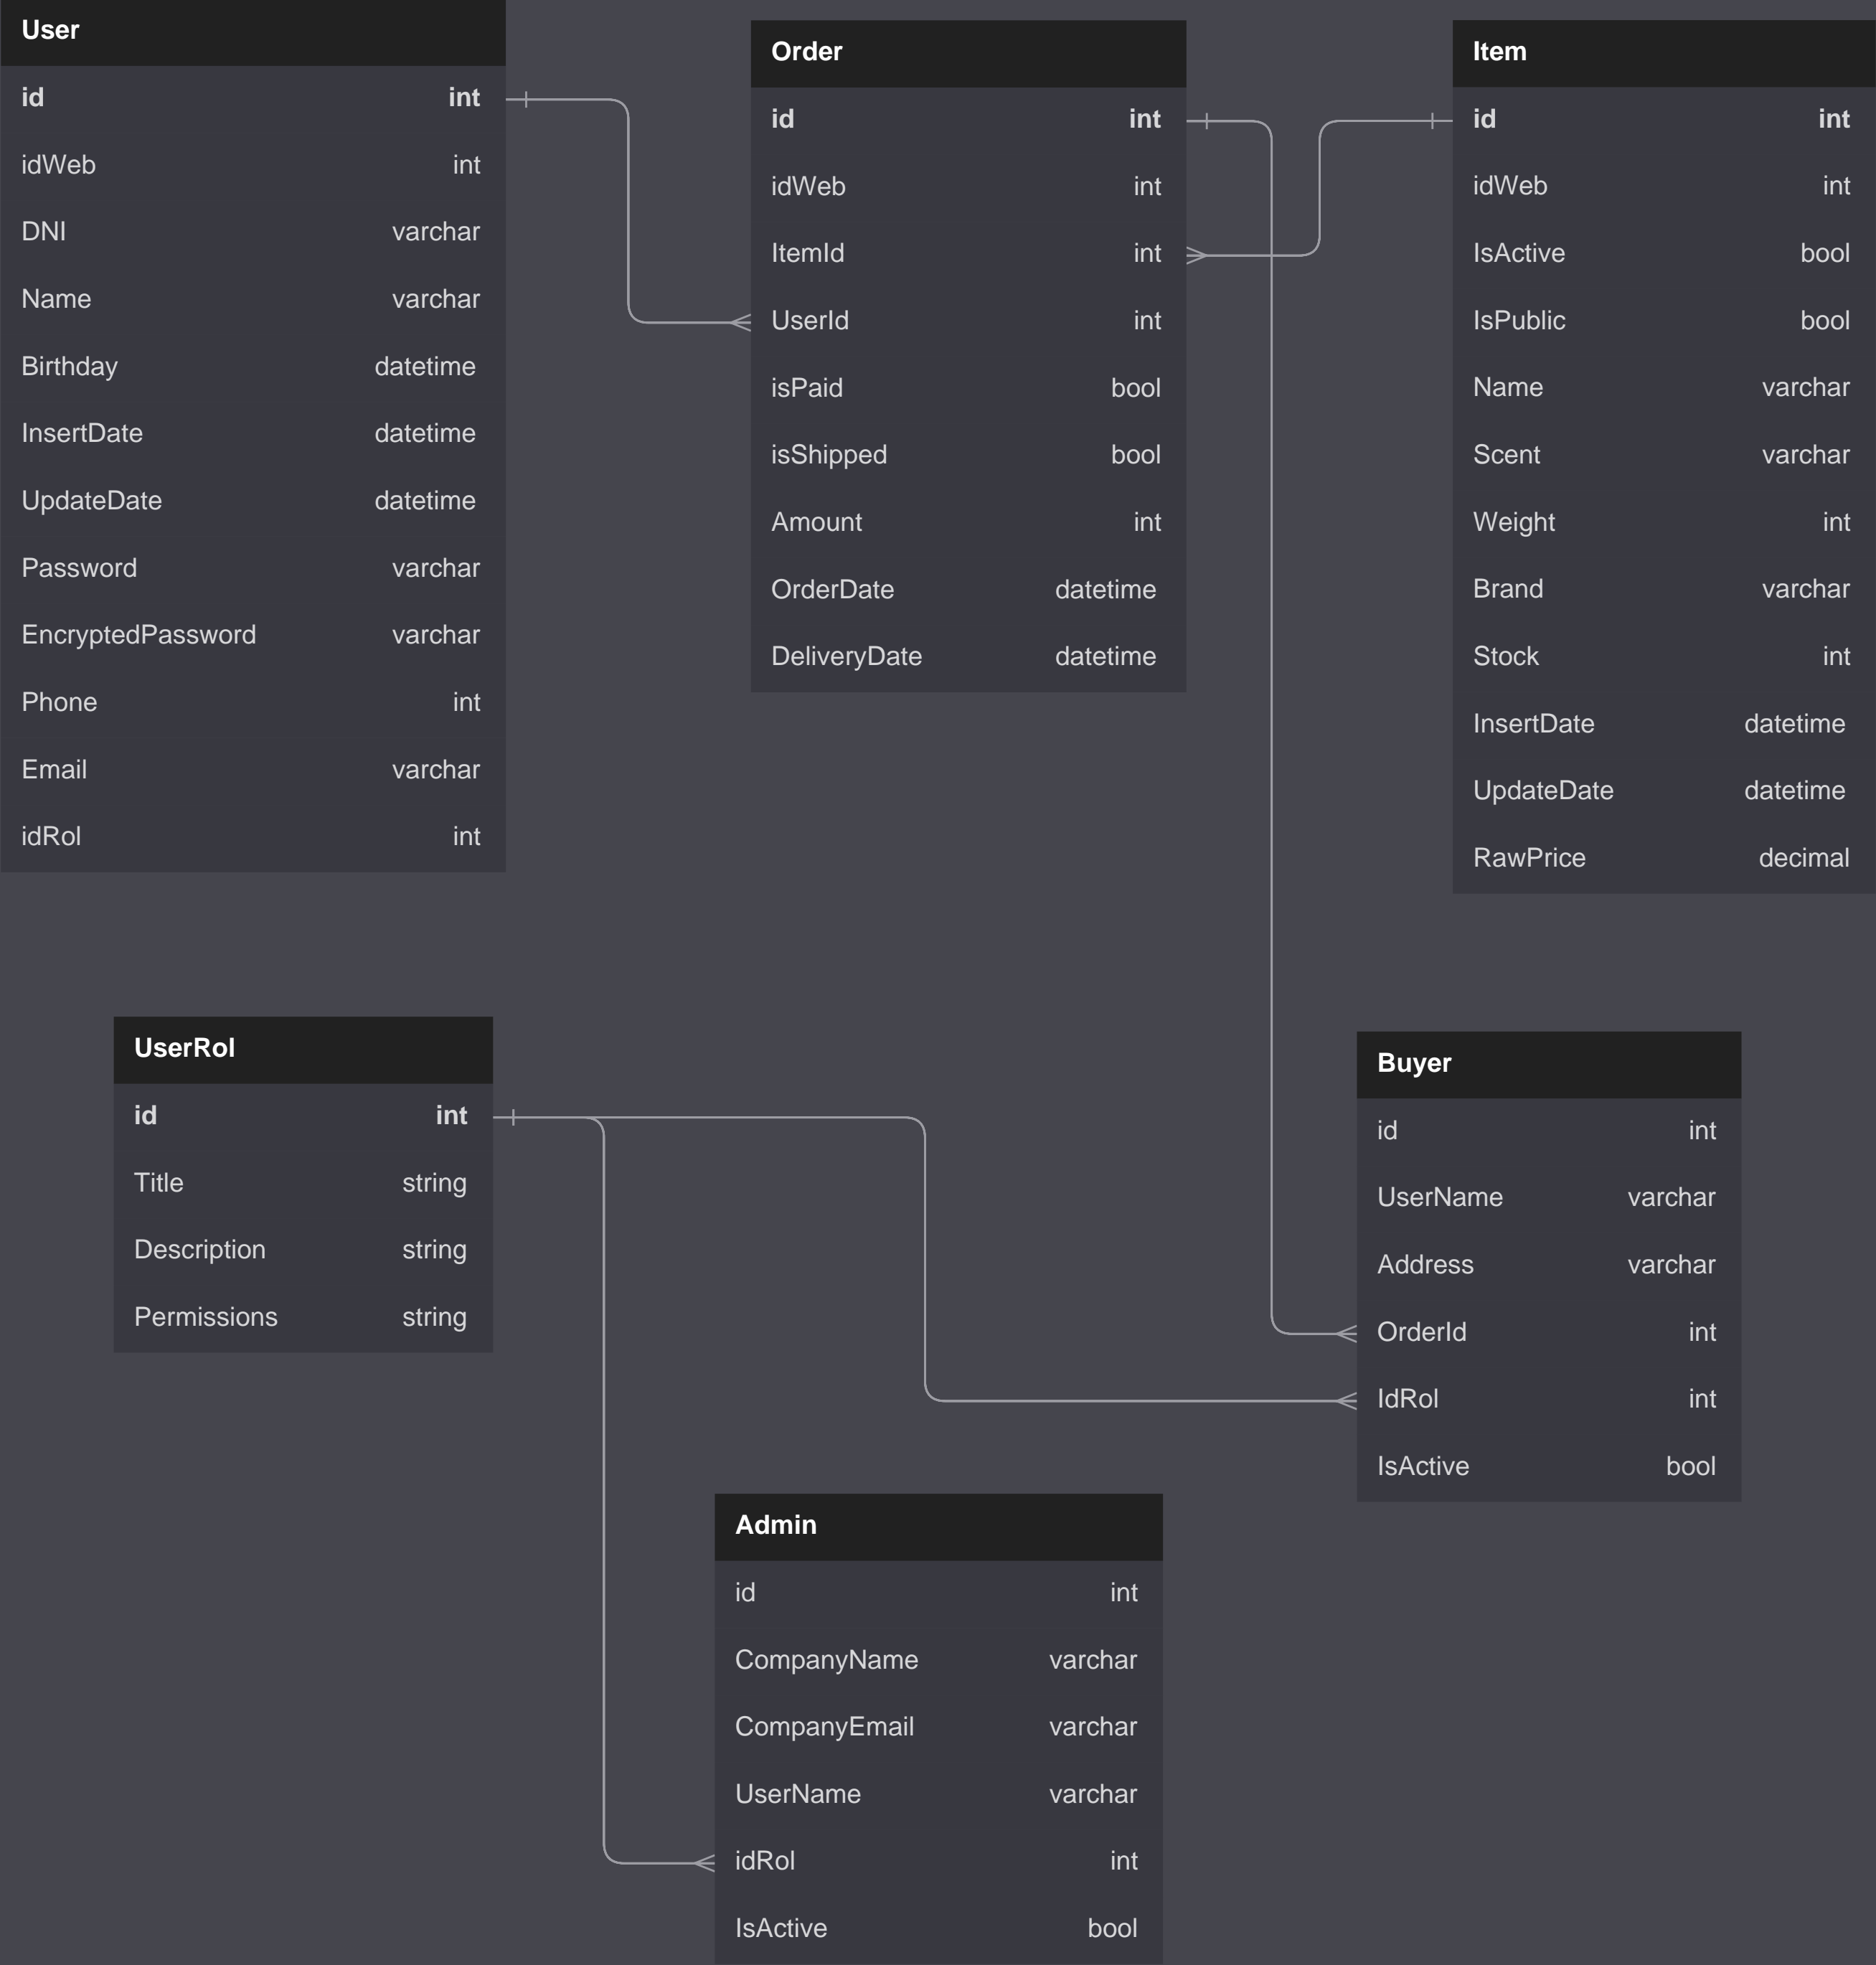 User
id int
idWeb int
DNI varchar
Name varchar
Birthday datetime
InsertDate datetime
UpdateDate datetime
Password varchar
EncryptedPassword varchar
Phone int
Email varchar
idRol int
Order
id int
idWeb int
ItemId int
UserId int
isPaid bool
isShipped bool
Amount int
OrderDate datetime
DeliveryDate datetime
Item
id int
idWeb int
IsActive bool
IsPublic bool
Name varchar
Scent varchar
Weight int
Brand varchar
Stock int
InsertDate datetime
UpdateDate datetime
RawPrice decimal
UserRol
id int
Title string
Description string
Permissions string
Buyer
id int
UserName varchar
Address varchar
OrderId int
IdRol int
IsActive bool
Admin
id int
CompanyName varchar
CompanyEmail varchar
UserName varchar
idRol int
IsActive bool